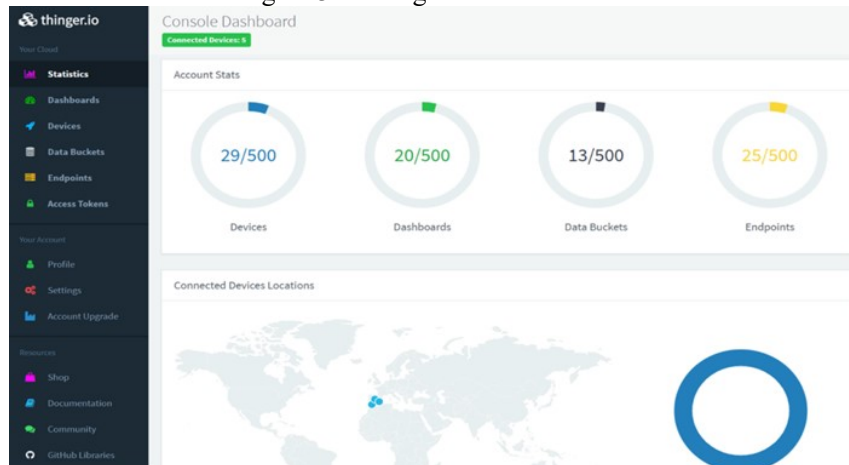 thinger.io
Your Cloud
Statistics
Dashboards
Devices
Data Buckets
Endpoints
Access Tokens
Your Account
Profile
Settings
Account Upgrade
Resources
Shop
Documentation
Community
GitHub Libraries
Console Dashboard
Connected Devices: 5
Account Stats
29/500
20/500
13/500
25/500
Devices
Dashboards
Data Buckets
Endpoints
Connected Devices Locations